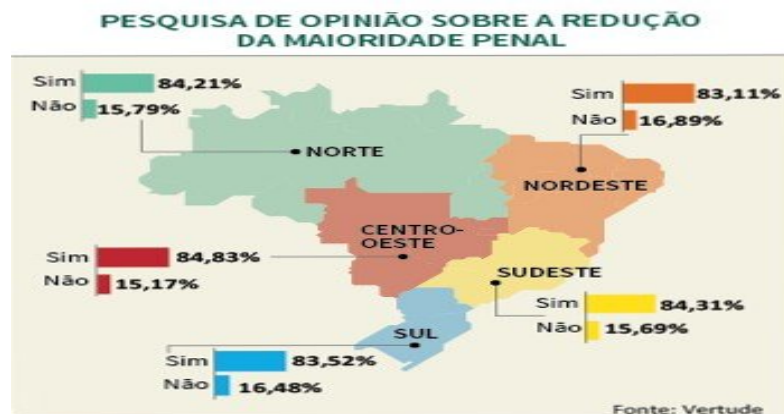 PESQUISA DE OPINIÃO SOBRE A REDUÇÃO
DA MAIORIDADE PENAL
Sim 84,21%
Não 15,79%
NORTE
Sim 83,11%
Não 16,89%
NORDESTE
Sim 84,83%
Não 15,17%
CENTRO-
OESTE
SUDESTE
Sim 84,31%
Não 15,69%
SUL
Sim 83,52%
Não 16,48%
Fonte: Vertude